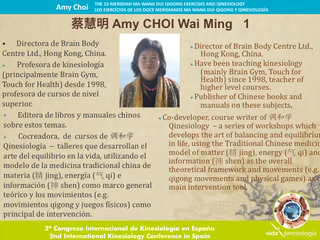 Amy Choi
THE 12-MERIDIAN MA WANG DUI QIGONG EXERCISES AND QINESIOLOGY
LOS EJERCICIOS DE LOS DOCE MERIDIANOS MA WANG DUI QIGONG Y QINESIOLOGÍA
蔡慧明 Amy CHOI Wai Ming 1
• Directora de Brain Body
Centre Ltd., Hong Kong, China.
• Profesora de kinesiología
(principalmente Brain Gym,
Touch for Health) desde 1998,
profesora de cursos de nivel
superior.
• Editora de libros y manuales chinos
sobre estos temas.
• Cocreadora, de cursos de 调和学
Qinesiología – talleres que desarrollan el
arte del equilibrio en la vida, utilizando el
modelo de la medicina tradicional china de
materia (精 jing), energía (气 qi) e
información (神 shen) como marco general
teórico y los movimientos (e.g.
movimientos qigong y juegos físicos) como
principal de intervención.
• Director of Brain Body Centre Ltd.,
Hong Kong, China.
• Have been teaching kinesiology
(mainly Brain Gym, Touch for
Health) since 1998, teacher of
higher level courses.
• Publisher of Chinese books and
manuals on these subjects.
• Co-developer, course writer of 调和学
Qinesiology – a series of workshops which
develops the art of balancing and equilibrium
in life, using the Traditional Chinese medicine
model of matter (精 jing), energy (气 qi) and
information (神 shen) as the overall
theoretical framework and movements (e.g.
qigong movements and physical games) as the
main intervention tool.
2º Congreso Internacional de Kinesiología en España
2nd International Kinesiology Conference in Spain
vida kinesiología